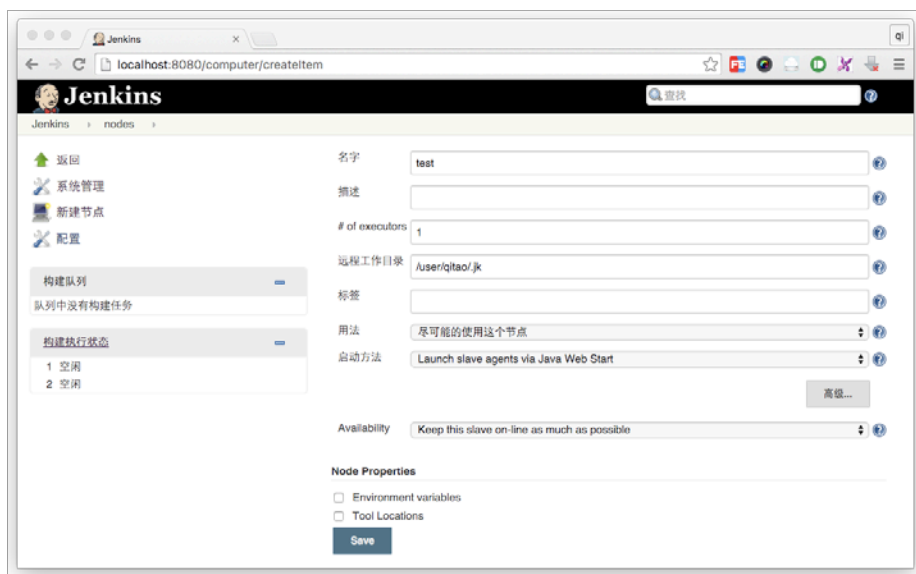 Jenkins
qi
localhost:8080/computer/createItem
Jenkins
查找
Jenkins
nodes
返回
系统管理
新建节点
配置
构建队列
队列中没有构建任务
构建执行状态
1 空闲
2 空闲
名字 test
描述
# of executors 1
远程工作目录 /user/qitao/.jk
标签
用法 尽可能的使用这个节点
启动方法 Launch slave agents via Java Web Start
高级...
Availability Keep this slave on-line as much as possible
Node Properties
Environment variables
Tool Locations
Save